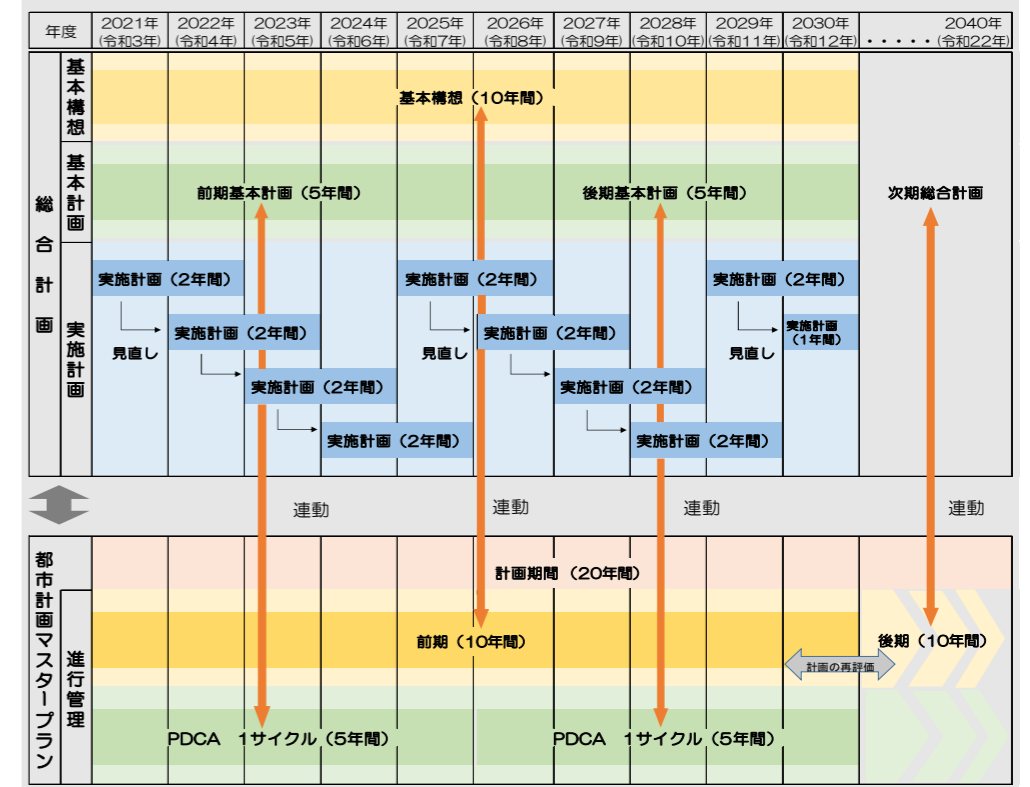 年度
2021年
(令和3年)
2022年
(令和4年)
2023年
(令和5年)
2024年
(令和6年)
2025年
(令和7年)
2026年
(令和8年)
2027年
(令和9年)
2028年
(令和10年)
2029年
(令和11年)
2030年
(令和12年)
・・・・・
2040年
(令和22年)
総合計画
基本構想
基本構想（10年間）
基本計画
前期基本計画（5年間）
後期基本計画（5年間）
次期総合計画
実施計画
実施計画（2年間）
実施計画（2年間）
実施計画（2年間）
実施計画（2年間）
実施計画（2年間）
実施計画
（1年間）
見直し
見直し
見直し
実施計画（2年間）
実施計画（2年間）
実施計画（2年間）
実施計画（2年間）
連動
連動
連動
連動
都市計画マスタープラン
計画期間（20年間）
進行管理
前期（10年間）
後期（10年間）
計画の再評価
PDCA　1サイクル（5年間）
PDCA　1サイクル（5年間）